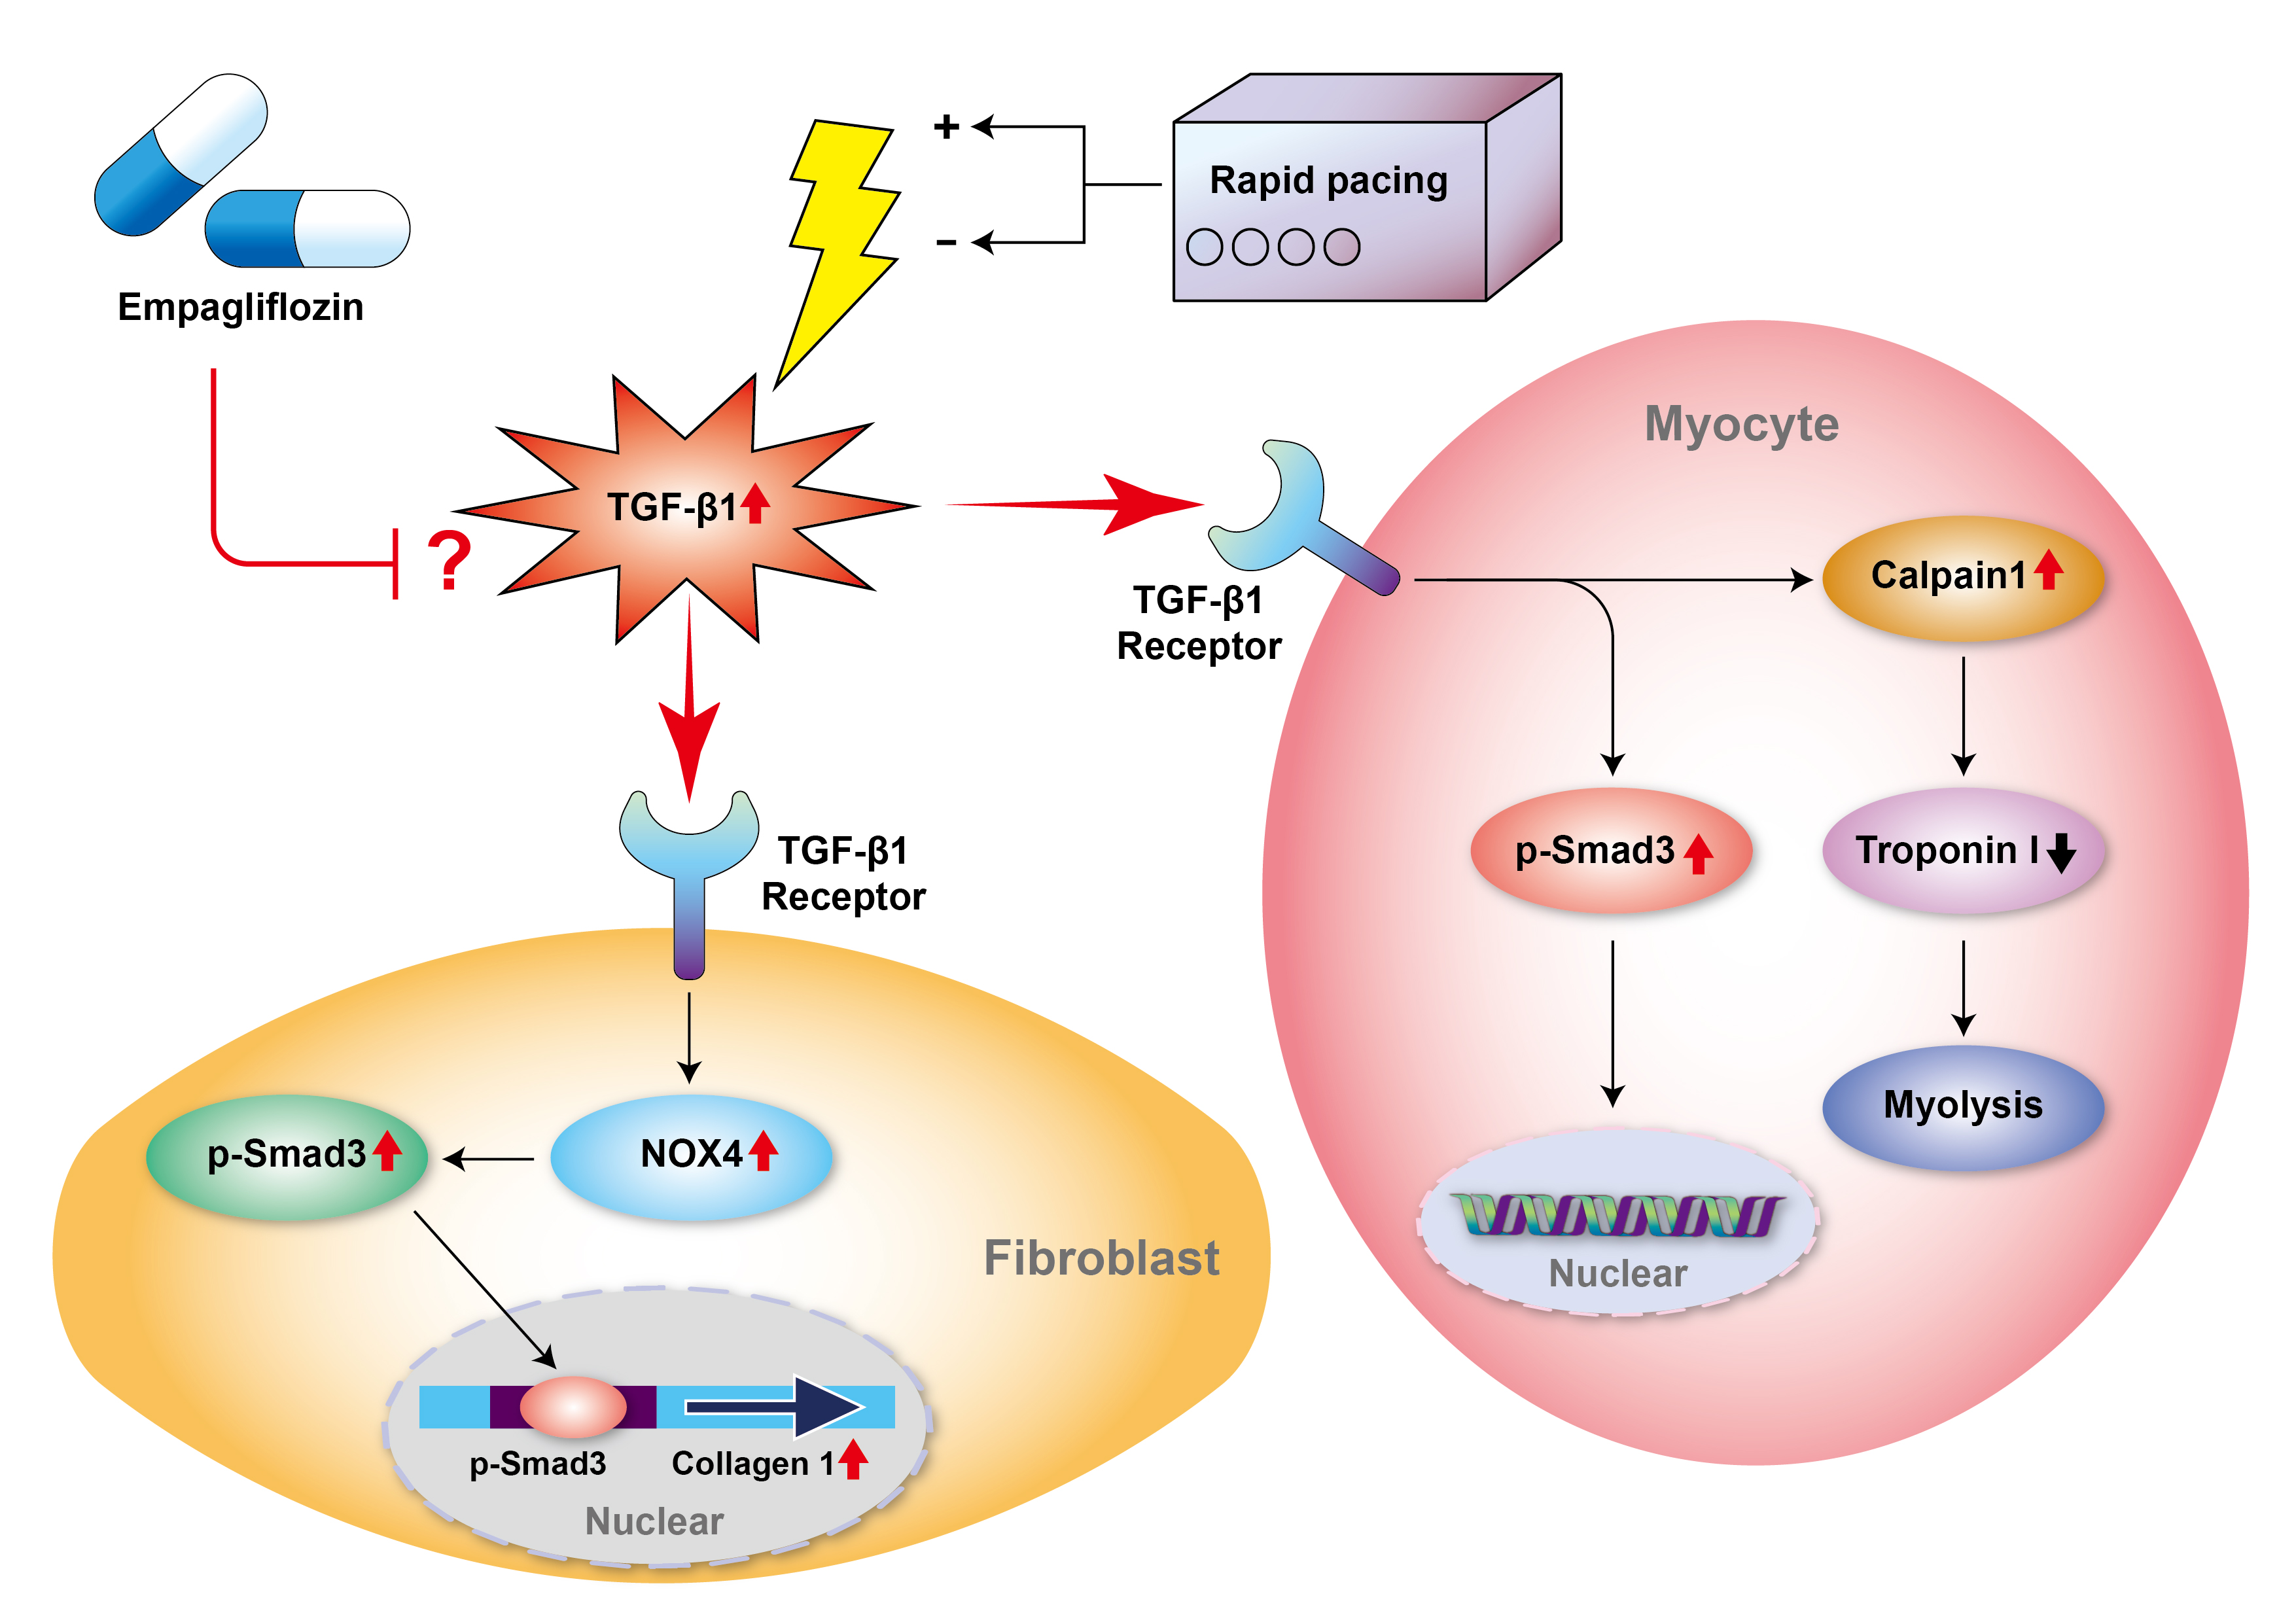 +
Rapid pacing
-
Empagliflozin
Myocyte
TGF-β1
?
Calpain1
TGF-β1
Receptor
TGF-β1
Receptor
p-Smad3
Troponin I
Myolysis
p-Smad3
NOX4
Fibroblast
Nuclear
p-Smad3
Collagen 1
Nuclear